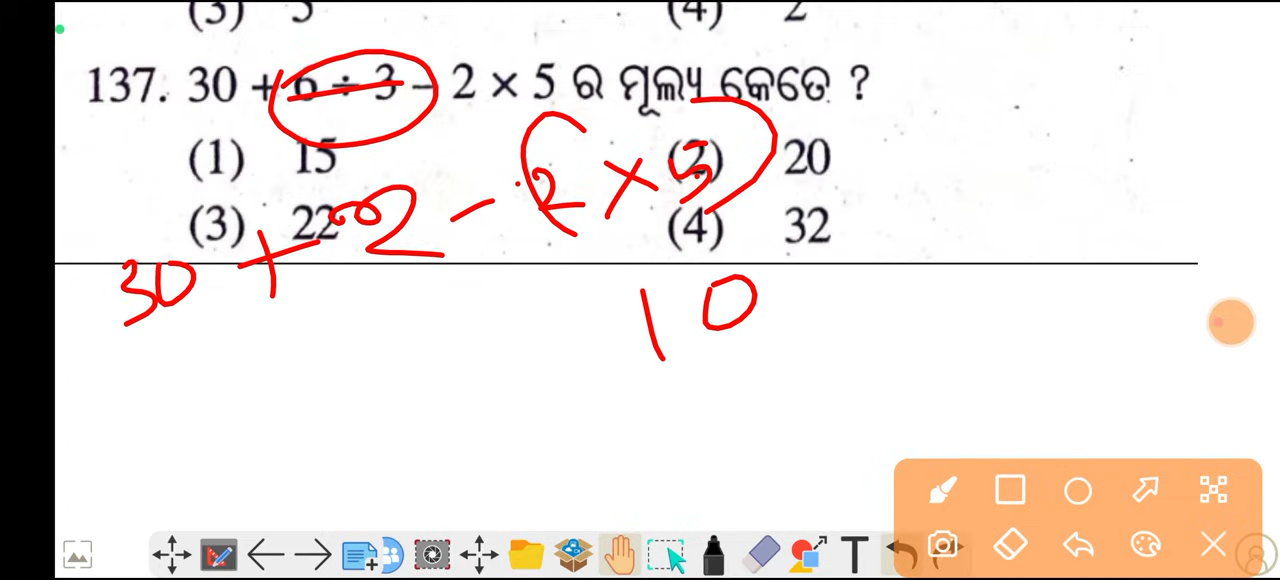 (3) 5 (4) 2
137. 30 + 6 ÷ 3 – 2 × 5 ର ମୂଲ୍ୟ କେତେ ?
(1) 15 (2) 20
(3) 22 (4) 32
30 + 2 - 2 × 5
10
T